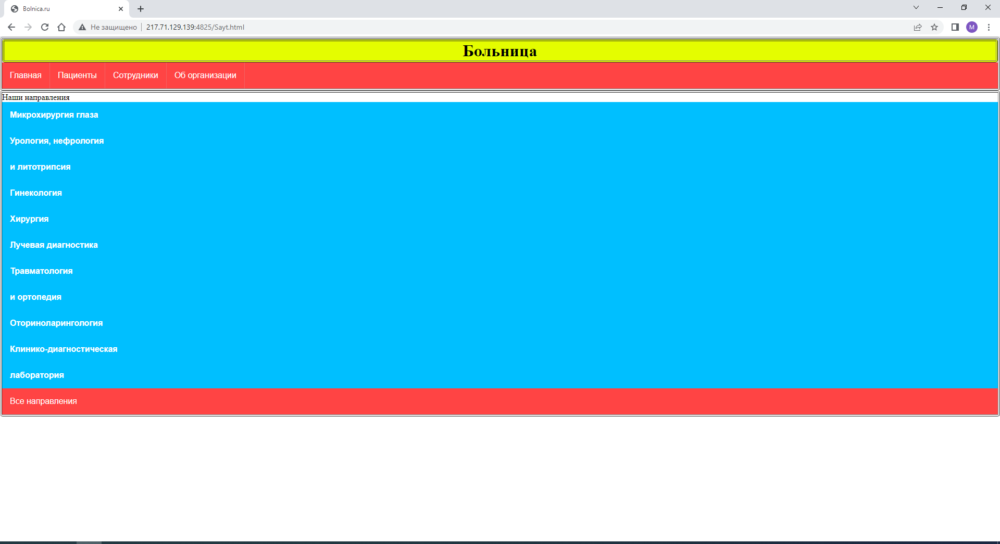 Bolnica.ru
Не защищено 217.71.129.139:4825/Sayt.html
M
Больница
Главная Пациенты Сотрудники Об организации
Наши направления
Микрохирургия глаза
Урология, нефрология
и литотрипсия
Гинекология
Хирургия
Лучевая диагностика
Травматология
и ортопедия
Оториноларингология
Клинико-диагностическая
лаборатория
Все направления